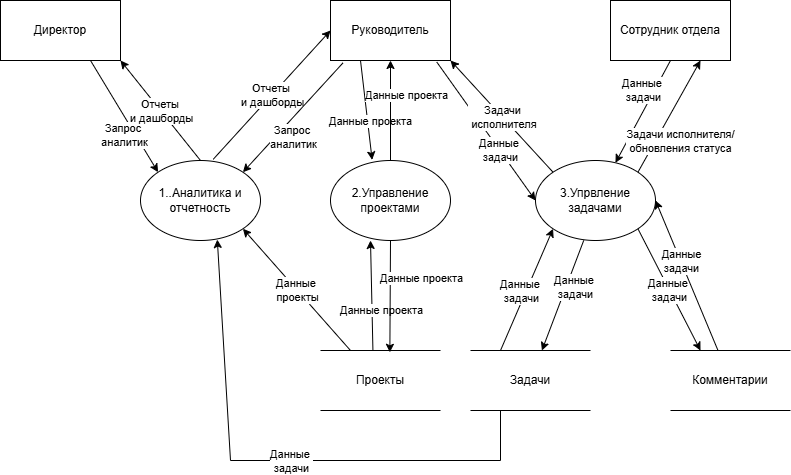 Директор
Руководитель
Сотрудник отдела
Отчеты
и дашборды
Запрос
аналитик
Отчеты
и дашборды
Запрос
аналитик
Данные проекта
Данные проекта
Задачи
исполнителя
Данные
задачи
Данные
задачи
Задачи исполнителя/
обновления статуса
1..Аналитика и
отчетность
2.Управление
проектами
3.Упрвление
задачами
Данные
проекты
Данные проекта
Данные проекта
Данные
задачи
Данные
задачи
Данные
задачи
Данные
задачи
Проекты
Задачи
Комментарии
Данные
задачи